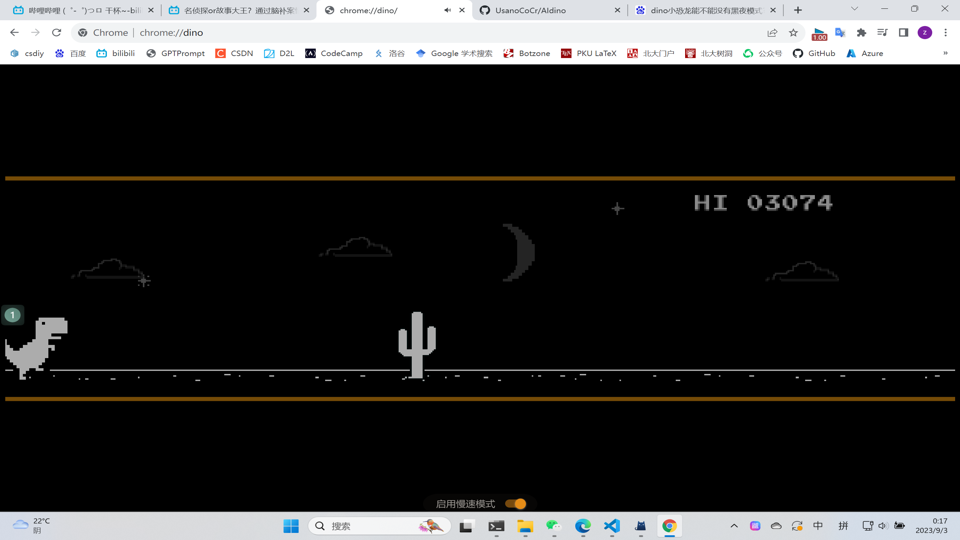 哔哩哔哩 (゜-゜)つロ 干杯~-bili
名侦探or故事大王？通过脑补案
chrome://dino/
UsanoCoCr/AIdino
dino小恐龙能不能没有黑夜模式
Chrome | chrome://dino
1.00
z
csdiy
百度
bilibili
GPTPrompt
CSDN
D2L
CodeCamp
洛谷
Google 学术搜索
Botzone
PKU LaTeX
北大门户
北大树洞
公众号
GitHub
Azure
»
HI 03074
1
启用慢速模式
22°C
阴
搜索
中
拼
0:17
2023/9/3